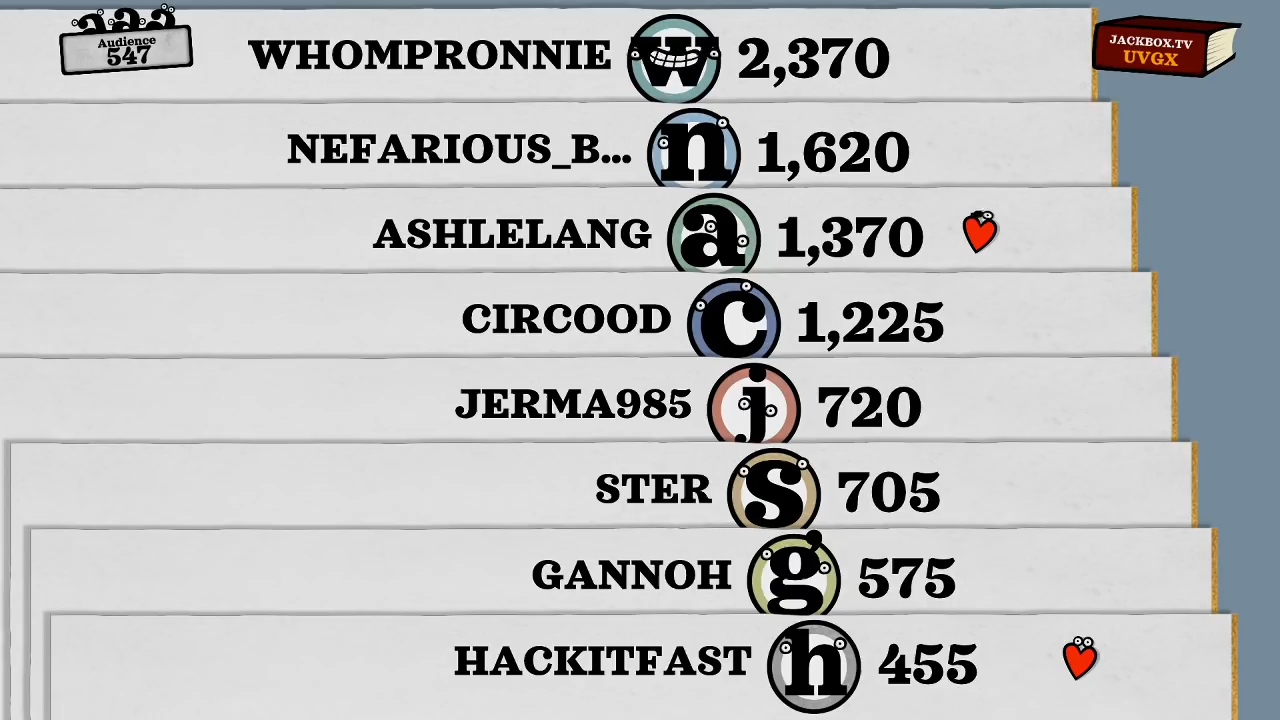 Audience
547
JACKBOX.TV
UVGX
WHOMPRONNIE w 2,370
NEFARIOUS_B... n 1,620
ASHLELANG a 1,370
CIRCOOD c 1,225
JERMA985 j 720
STER s 705
GANNOH g 575
HACKITFAST h 455